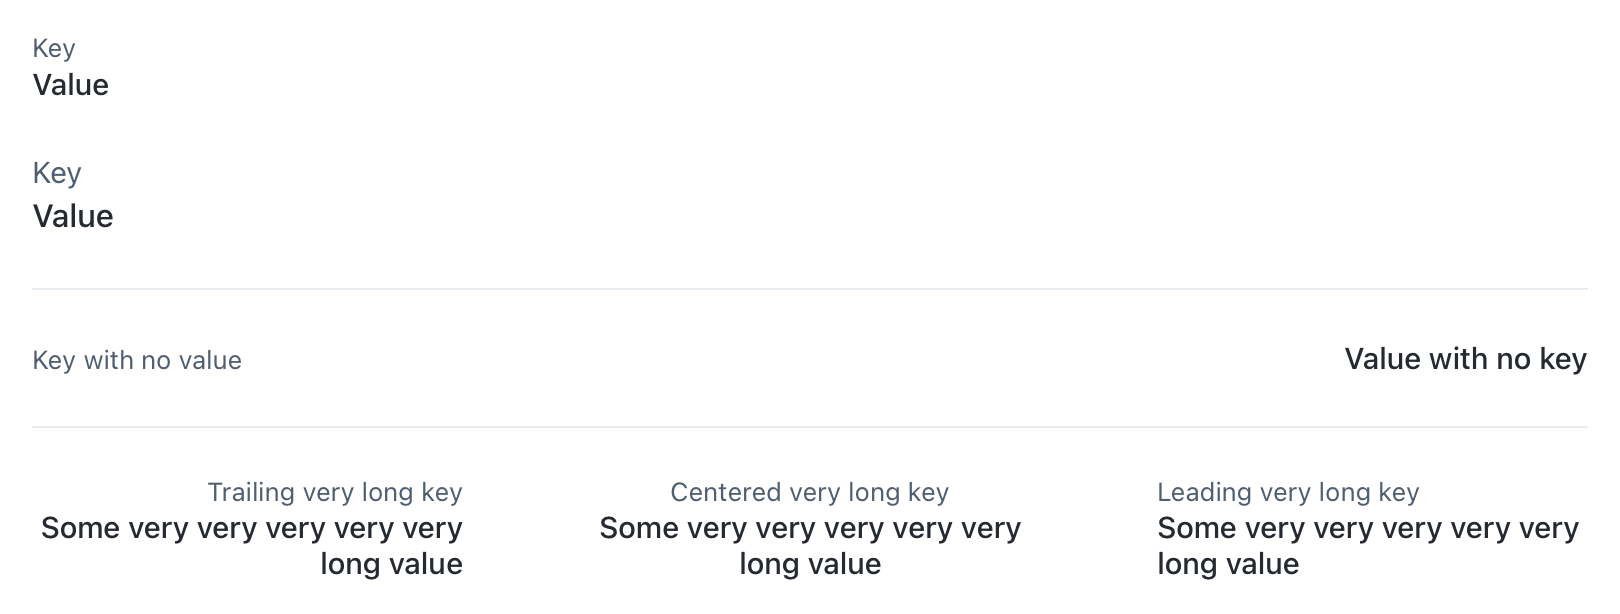 Key
Value
Key
Value
Key with no value
Value with no key
Trailing very long key
Some very very very very very
long value
Centered very long key
Some very very very very very
long value
Leading very long key
Some very very very very very
long value